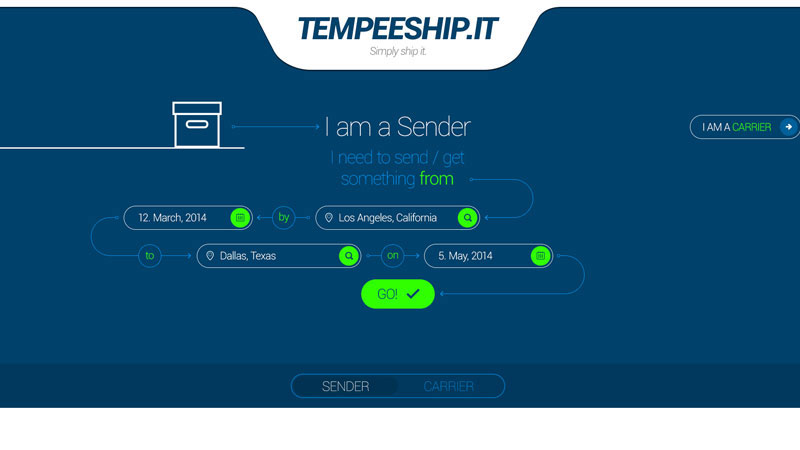 TEMPEESHIP.IT
Simply ship it.
I am a Sender
I AM A CARRIER
I need to send / get
something from
12. March, 2014
by
Los Angeles, California
to
Dallas, Texas
on
5. May, 2014
GO!
SENDER
CARRIER